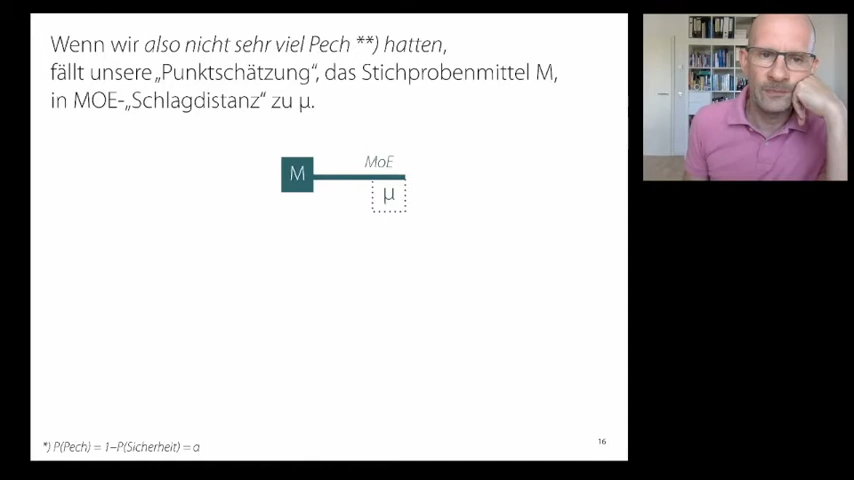 Wenn wir also nicht sehr viel Pech **) hatten,
fällt unsere „Punktschätzung“, das Stichprobenmittel M,
in MOE-„Schlagdistanz“ zu μ.
MoE
M
μ
*) P(Pech) = 1–P(Sicherheit) = α
16